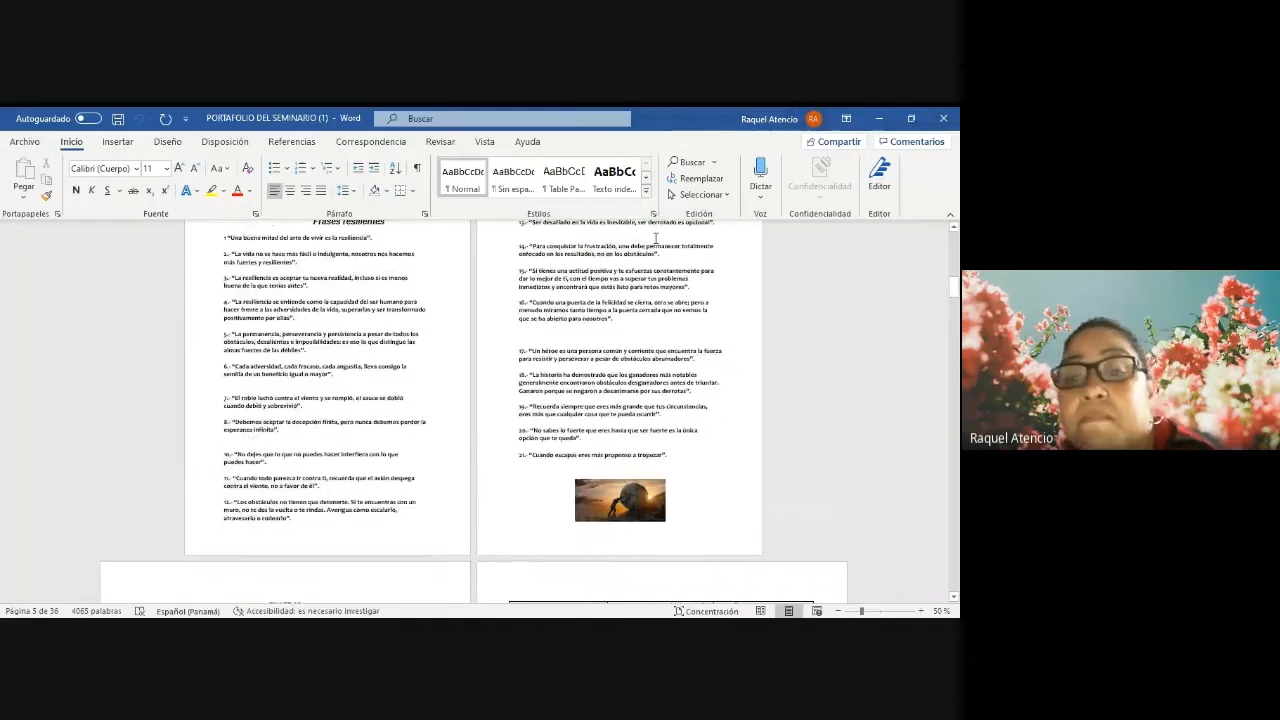 Autoguardado
PORTAFOLIO DEL SEMINARIO (1) - Word
Buscar
Raquel Atencio
RA
Archivo Inicio Insertar Diseño Disposición Referencias Correspondencia Revisar Vista Ayuda
Compartir Comentarios
Pegar
Calibri (Cuerpo) 11
AaBbCcDc AaBbCcDc AaBbCcI AaBbCc
¶ Normal ¶ Sin espa... ¶ Table Pa... Texto inde...
Buscar
Reemplazar
Seleccionar
Dictar
Confidencialidad
Editor
Portapapeles Fuente Párrafo Estilos Edición Voz Confidencialidad Editor
Frases resilientes
1 "Una buena mitad del arte de vivir es la resiliencia".
2.- "La vida no se hace más fácil o indulgente, nosotros nos hacemos
más fuertes y resilientes".
3.- "La resiliencia es aceptar tu nueva realidad, incluso si es menos
buena de la que tenías antes".
4.- "La resiliencia se entiende como la capacidad del ser humano para
hacer frente a las adversidades de la vida, superarlas y ser transformado
positivamente por ellas".
5.- "La permanencia, perseverancia y persistencia a pesar de todos los
obstáculos, desalientos e imposibilidades: es eso lo que distingue las
almas fuertes de las débiles".
6.- "Cada adversidad, cada fracaso, cada angustia, lleva consigo la
semilla de un beneficio igual o mayor".
7.- "El roble luchó contra el viento y se rompió, el sauce se dobló
cuando debió y sobrevivió".
8.- "Debemos aceptar la decepción finita, pero nunca debemos perder la
esperanza infinita".
10.- "No dejes que lo que no puedes hacer interfiera con lo que
puedes hacer".
11.- "Cuando todo parezca ir contra ti, recuerda que el avión despega
contra el viento, no a favor de él".
12.- "Los obstáculos no tienen que detenerte. Si te encuentras con un
muro, no te des la vuelta o te rindas. Averigua cómo escalarlo,
atravesarlo o rodearlo".
13.- "Ser desafiado en la vida es inevitable, ser derrotado es opcional".
14.- "Para conquistar la frustración, uno debe permanecer totalmente
enfocado en los resultados, no en los obstáculos".
15.- "Si tienes una actitud positiva y te esfuerzas constantemente para
dar lo mejor de ti, con el tiempo vas a superar tus problemas
inmediatos y encontrará que estás listo para retos mayores".
16.- "Cuando una puerta de la felicidad se cierra, otra se abre; pero a
menudo miramos tanto tiempo a la puerta cerrada que no vemos la
que se ha abierto para nosotros".
17.- "Un héroe es una persona común y corriente que encuentra la fuerza
para resistir y perseverar a pesar de obstáculos abrumadores".
18.- "La historia ha demostrado que los ganadores más notables
generalmente encontraron obstáculos desgarradores antes de triunfar.
Ganaron porque se negaron a desanimarse por sus derrotas".
19.- "Recuerda siempre que eres más grande que tus circunstancias,
eres más que cualquier cosa que te pueda ocurrir".
20.- "No sabes lo fuerte que eres hasta que ser fuerte es la única
opción que te queda".
21.- "Cuando escapas eres más propenso a tropezar".
Página 5 de 36 4065 palabras Español (Panamá) Accesibilidad: es necesario investigar
Concentración 50 %
Raquel Atencio